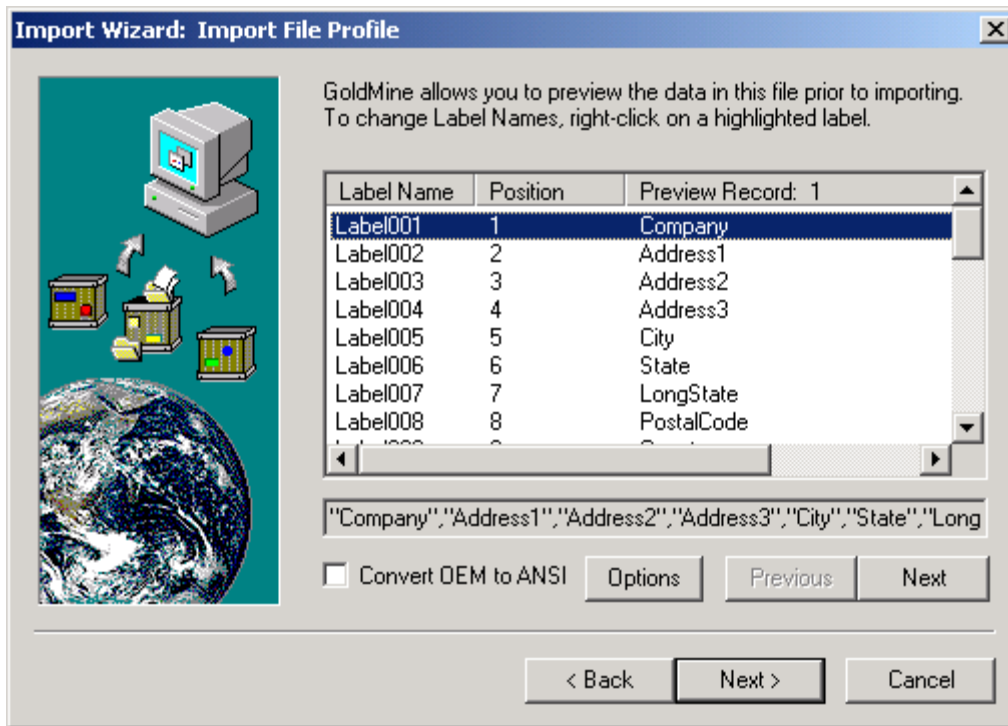 Import Wizard: Import File Profile
GoldMine allows you to preview the data in this file prior to importing.
To change Label Names, right-click on a highlighted label.
Label Name Position Preview Record: 1
Label001 1 Company
Label002 2 Address1
Label003 3 Address2
Label004 4 Address3
Label005 5 City
Label006 6 State
Label007 7 LongState
Label008 8 PostalCode
"Company","Address1","Address2","Address3","City","State","Long
Convert OEM to ANSI Options Previous Next
< Back Next > Cancel